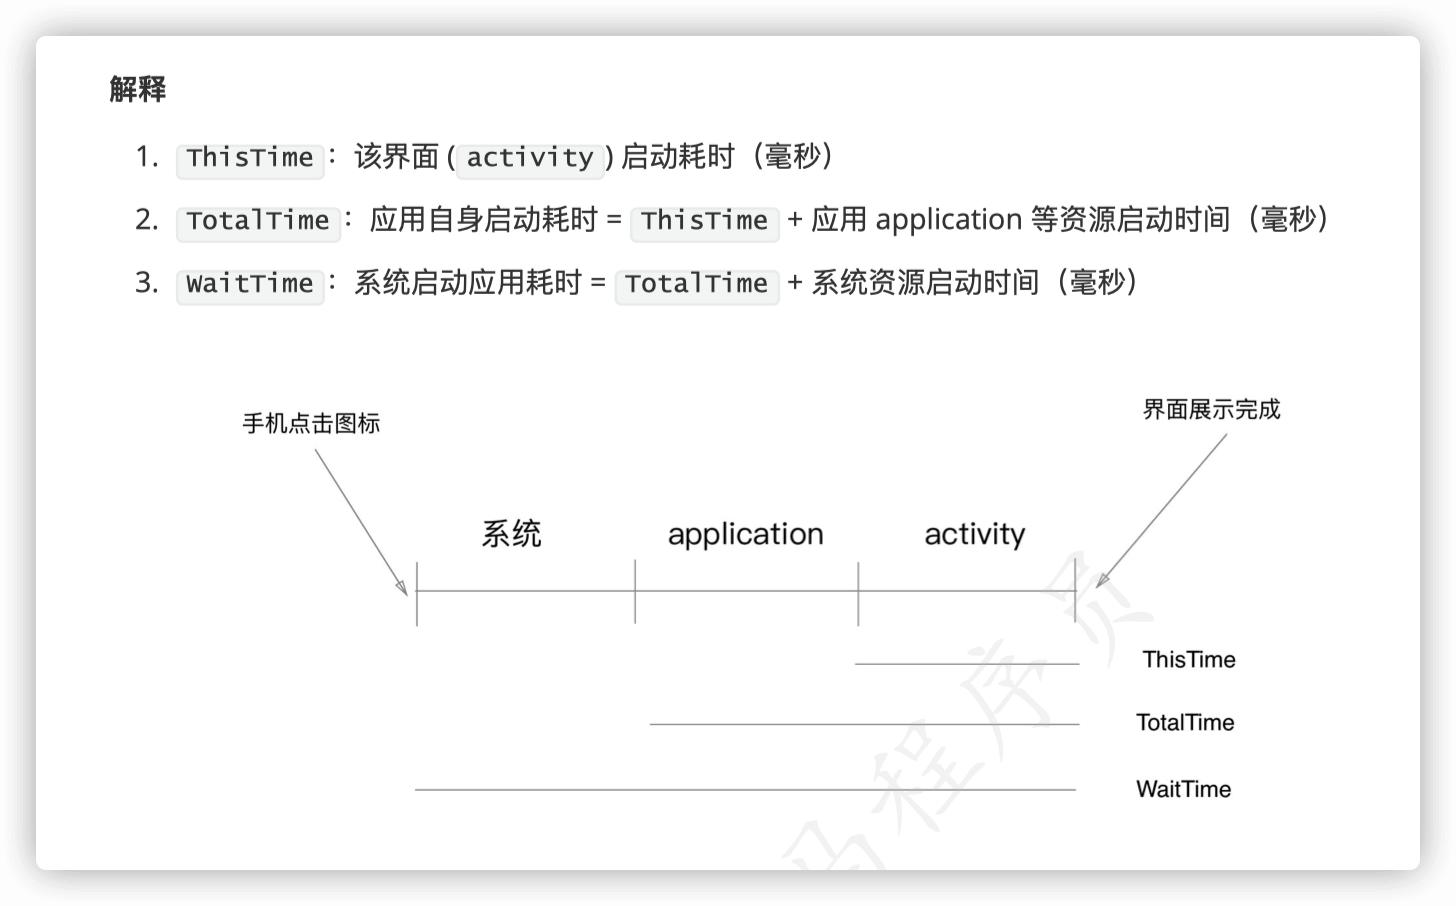 解释
1. ThisTime：该界面 ( activity ) 启动耗时（毫秒）
2. TotalTime：应用自身启动耗时 = ThisTime + 应用 application 等资源启动时间（毫秒）
3. WaitTime：系统启动应用耗时 = TotalTime + 系统资源启动时间（毫秒）
手机点击图标
界面展示完成
系统 application activity
ThisTime
TotalTime
WaitTime
马程序员